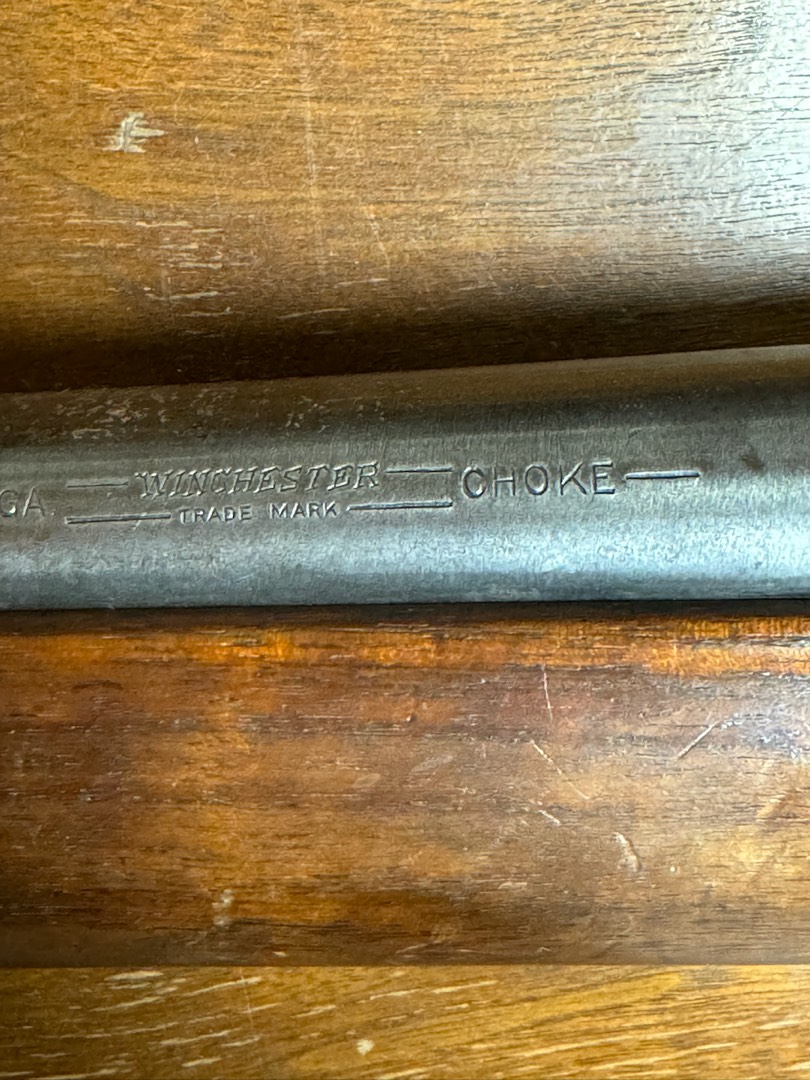 GA. — WINCHESTER — CHOKE —
— TRADE MARK —